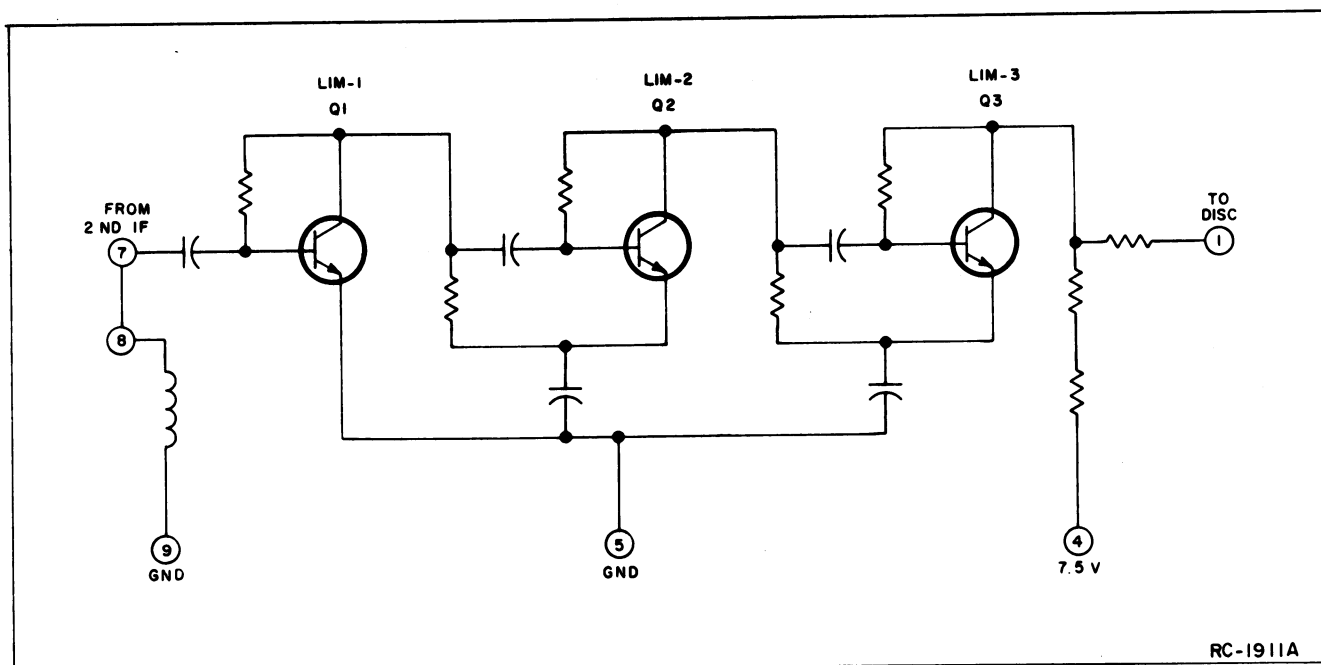 LIM-1
Q1
LIM-2
Q2
LIM-3
Q3
FROM
2 ND IF
7
8
9
GND
5
GND
TO
DISC
1
4
7.5 V
RC-1911A